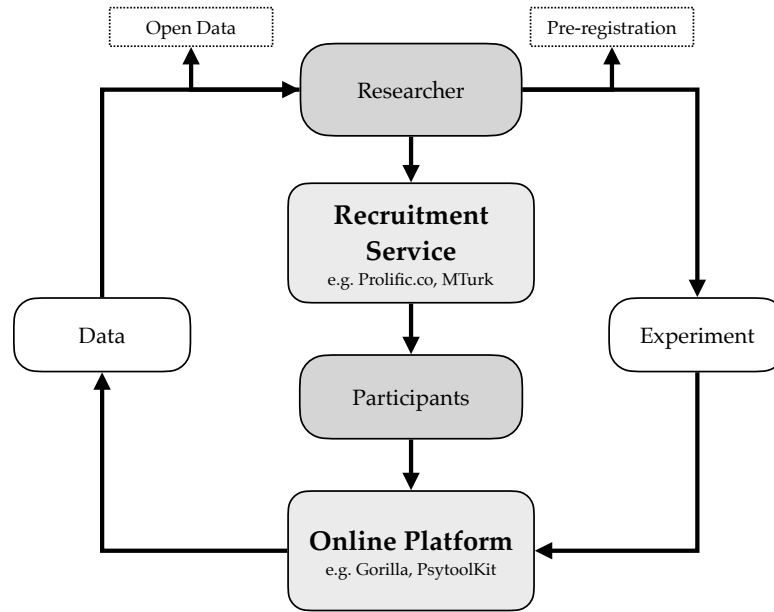 Open Data
Pre-registration
Researcher
Recruitment
Service
e.g. Prolific.co, MTurk
Data
Experiment
Participants
Online Platform
e.g. Gorilla, PsytoolKit